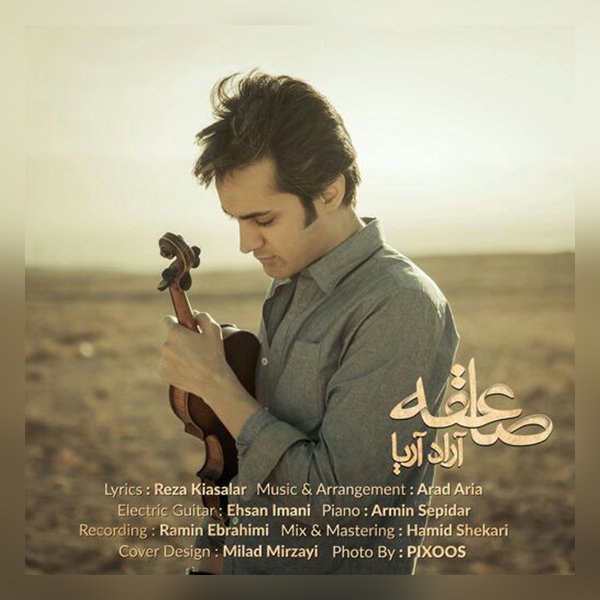 صاعقه
آراد آریا
Lyrics : Reza Kiasalar Music & Arrangement : Arad Aria
Electric Guitar : Ehsan Imani Piano : Armin Sepidar
Recording : Ramin Ebrahimi Mix & Mastering : Hamid Shekari
Cover Design : Milad Mirzayi Photo By : PIXOOS